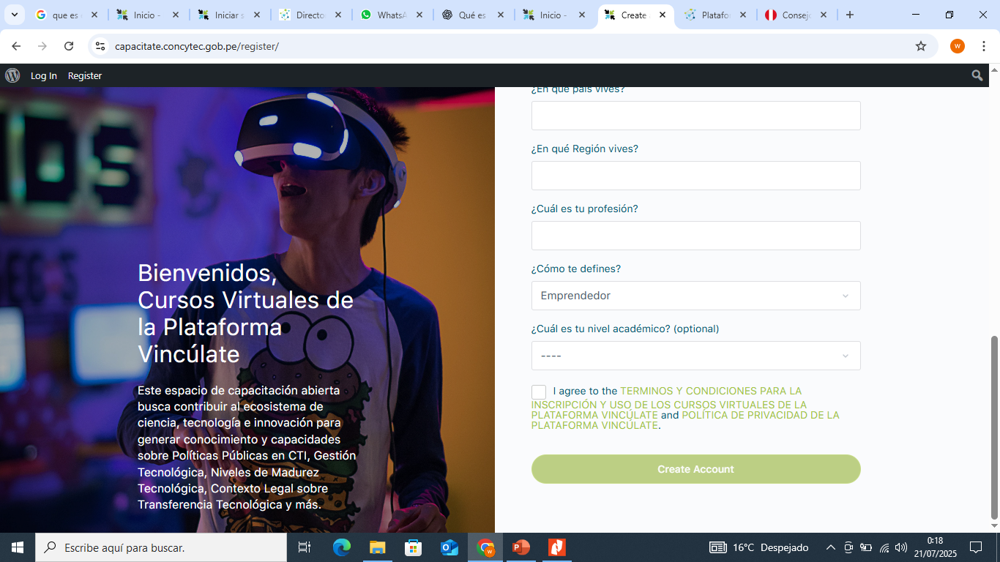 que es
Inicio -
Iniciar s
Directo
WhatsA
Qué es
Inicio -
Create
Platafo
Consejo
capacitate.concytec.gob.pe/register/
W
Log In
Register
¿En qué país vives?
¿En qué Región vives?
¿Cuál es tu profesión?
¿Cómo te defines?
Emprendedor
¿Cuál es tu nivel académico? (optional)
----
I agree to the TERMINOS Y CONDICIONES PARA LA
INSCRIPCIÓN Y USO DE LOS CURSOS VIRTUALES DE LA
PLATAFORMA VINCÚLATE and POLÍTICA DE PRIVACIDAD DE LA
PLATAFORMA VINCÚLATE.
Create Account
Bienvenidos,
Cursos Virtuales de
la Plataforma
Vincúlate
Este espacio de capacitación abierta
busca contribuir al ecosistema de
ciencia, tecnología e innovación para
generar conocimiento y capacidades
sobre Políticas Públicas en CTI, Gestión
Tecnológica, Niveles de Madurez
Tecnológica, Contexto Legal sobre
Transferencia Tecnológica y más.
Escribe aquí para buscar.
16°C Despejado
0:18
21/07/2025